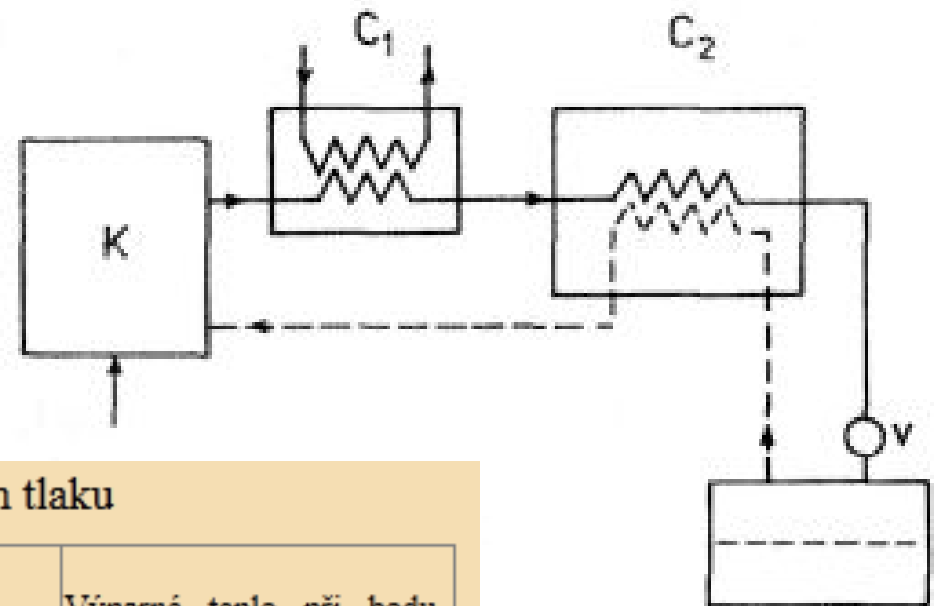 C₁
C₂
K
v
tlaku
Výparné teplo při bodu